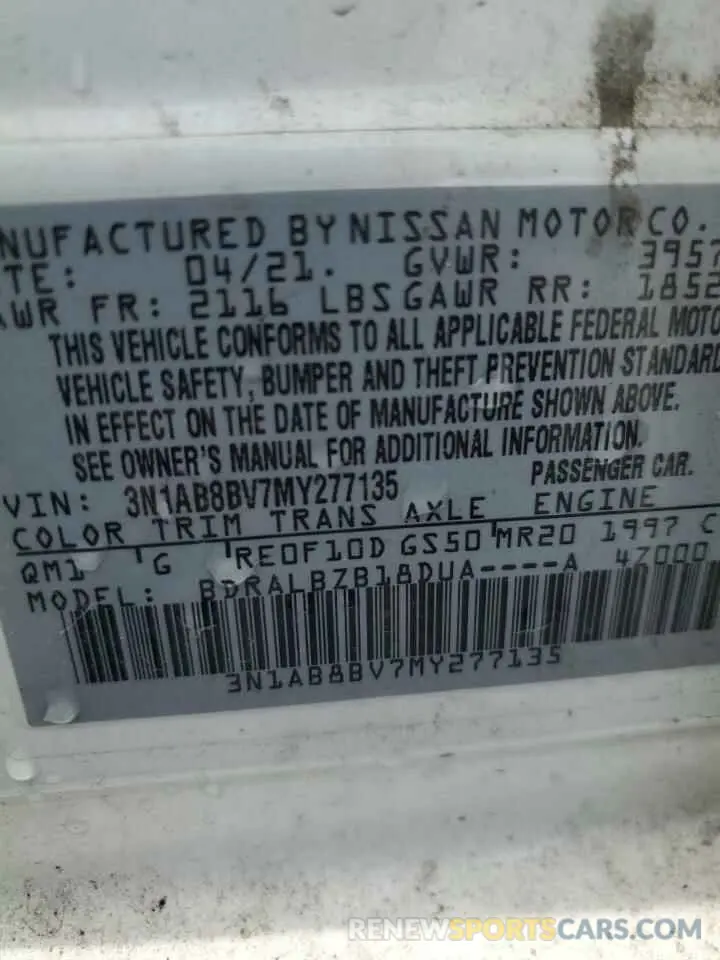 NUFACTURED BY NISSAN MOTOR CO.
TE: 04/21. GVWR: 3957
WR FR: 2116 LBS GAWR RR: 1852
THIS VEHICLE CONFORMS TO ALL APPLICABLE FEDERAL MOTO
VEHICLE SAFETY, BUMPER AND THEFT PREVENTION STANDARD
IN EFFECT ON THE DATE OF MANUFACTURE SHOWN ABOVE.
SEE OWNER'S MANUAL FOR ADDITIONAL INFORMATION.
VIN: 3N1AB8BV7MY277135 PASSENGER CAR.
COLOR TRIM TRANS AXLE ENGINE
QM1 G RE0F10D GS50 MR20 1997 C
MODEL: BDRALBZB18DUA----A 47000
3N1AB8BV7MY277135
RENEWSPORTSCARS.COM